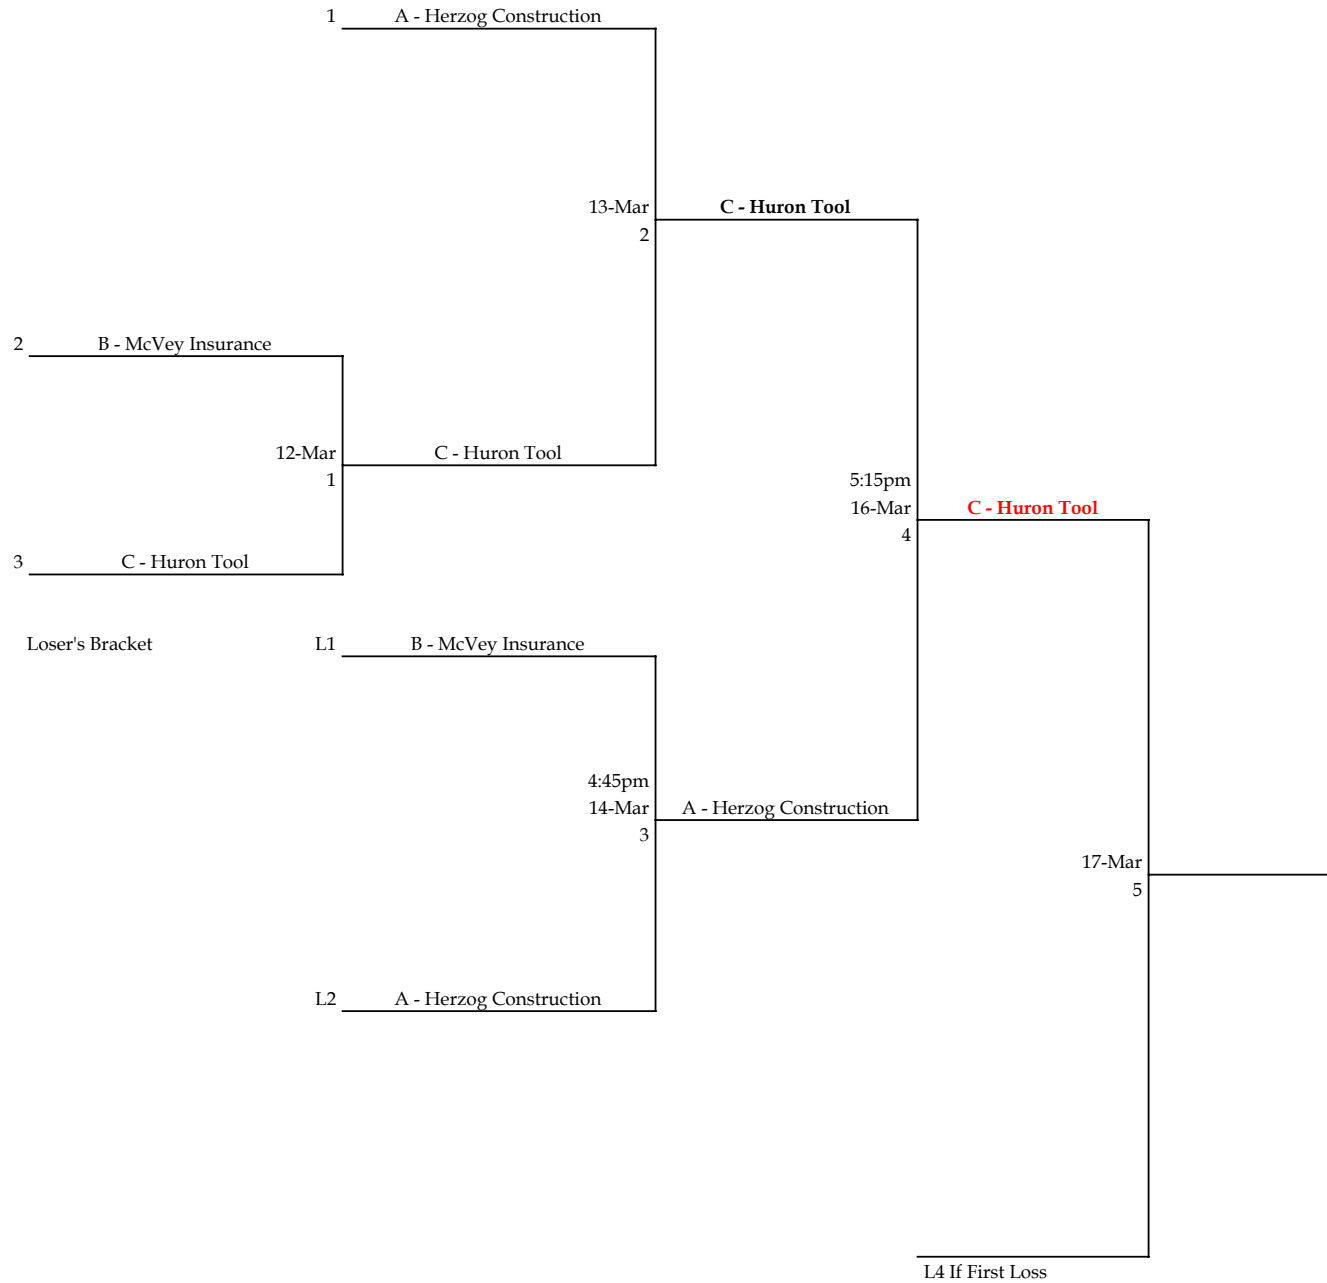 1 A - Herzog Construction
13-Mar C - Huron Tool
2
2 B - McVey Insurance
12-Mar C - Huron Tool
1
5:15pm
16-Mar C - Huron Tool
4
3 C - Huron Tool
Loser's Bracket L1 B - McVey Insurance
4:45pm
14-Mar A - Herzog Construction
3
17-Mar
5
L2 A - Herzog Construction
L4 If First Loss